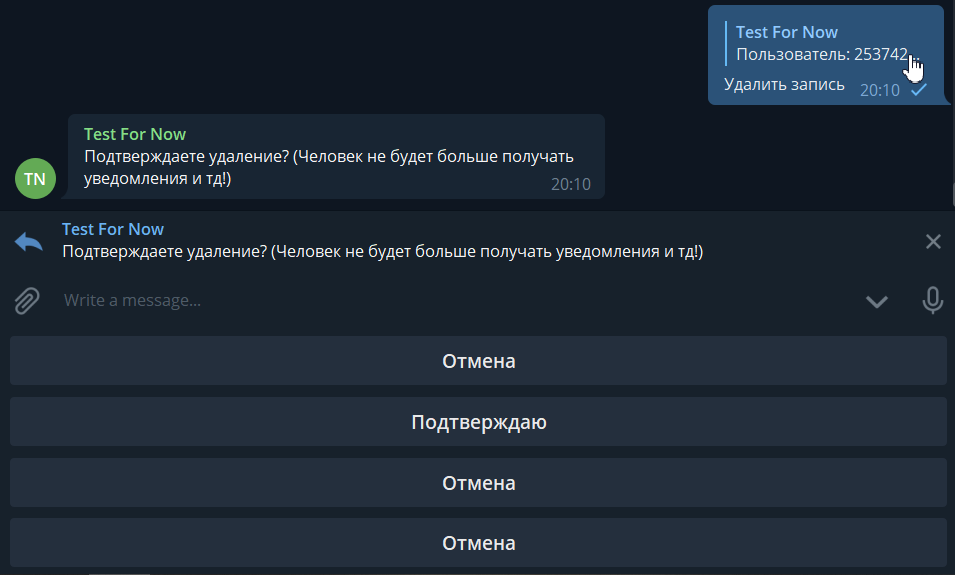 Test For Now
Пользователь: 253742...
Удалить запись
20:10
Test For Now
Подтверждаете удаление? (Человек не будет больше получать
уведомления и тд!)
20:10
TN
Test For Now
Подтверждаете удаление? (Человек не будет больше получать уведомления и тд!)
Write a message...
Отмена
Подтверждаю
Отмена
Отмена